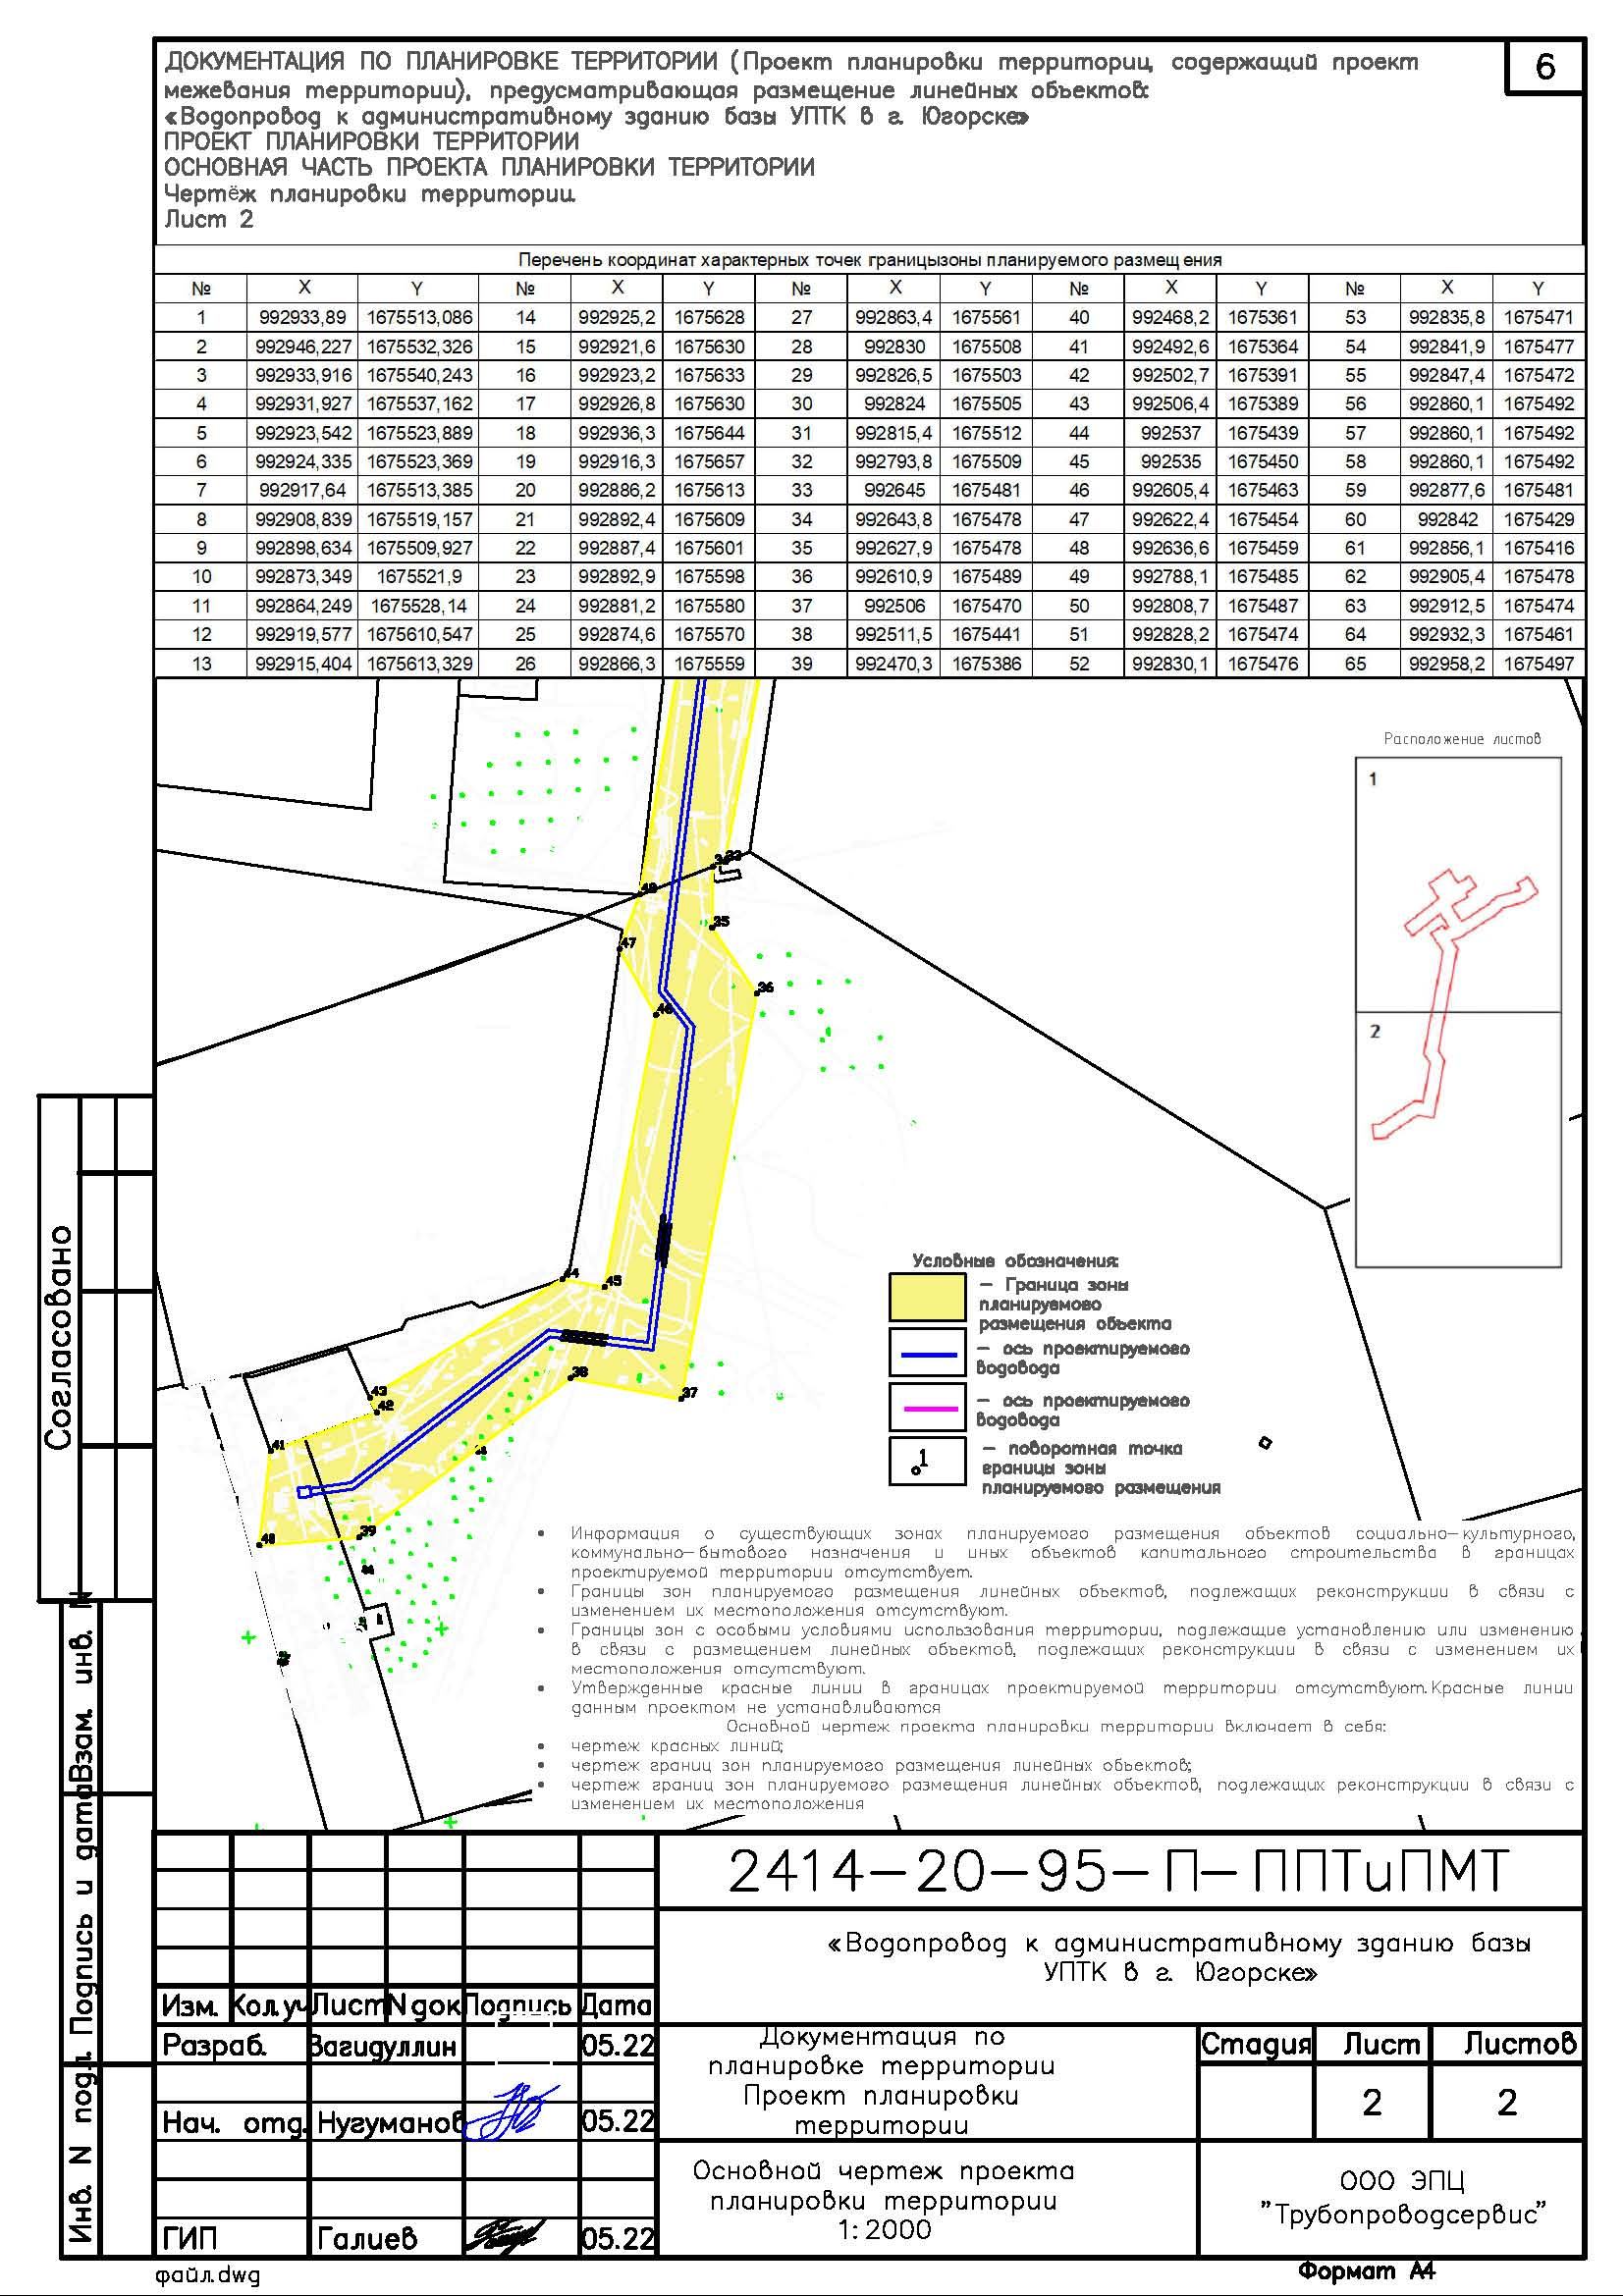 6
ДОКУМЕНТАЦИЯ ПО ПЛАНИРОВКЕ ТЕРРИТОРИИ (Проект планировки территории, содержащий проект
межевания территории), предусматривающая размещение линейных объектов:
«Водопровод к административному зданию базы УПТК в г. Югорске»
ПРОЕКТ ПЛАНИРОВКИ ТЕРРИТОРИИ
ОСНОВНАЯ ЧАСТЬ ПРОЕКТА ПЛАНИРОВКИ ТЕРРИТОРИИ
Чертёж планировки территории.
Лист 2
Перечень координат характерных точек границызоны планируемого размещения
№ X Y № X Y № X Y № X Y № X Y
1 992933,89 1675513,086 14 992925,2 1675628 27 992863,4 1675561 40 992468,2 1675361 53 992835,8 1675471
2 992946,227 1675532,326 15 992921,6 1675630 28 992830 1675508 41 992492,6 1675364 54 992841,9 1675477
3 992933,916 1675540,243 16 992923,2 1675633 29 992826,5 1675503 42 992502,7 1675391 55 992847,4 1675472
4 992931,927 1675537,162 17 992926,8 1675630 30 992824 1675505 43 992506,4 1675389 56 992860,1 1675492
5 992923,542 1675523,889 18 992936,3 1675644 31 992815,4 1675512 44 992537 1675439 57 992860,1 1675492
6 992924,335 1675523,369 19 992916,3 1675657 32 992793,8 1675509 45 992535 1675450 58 992860,1 1675492
7 992917,64 1675513,385 20 992886,2 1675613 33 992645 1675481 46 992605,4 1675463 59 992877,6 1675481
8 992908,839 1675519,157 21 992892,4 1675609 34 992643,8 1675478 47 992622,4 1675454 60 992842 1675429
9 992898,634 1675509,927 22 992887,4 1675601 35 992627,9 1675478 48 992636,6 1675459 61 992856,1 1675416
10 992873,349 1675521,9 23 992892,9 1675598 36 992610,9 1675489 49 992788,1 1675485 62 992905,4 1675478
11 992864,249 1675528,14 24 992881,2 1675580 37 992506 1675470 50 992808,7 1675487 63 992912,5 1675474
12 992919,577 1675610,547 25 992874,6 1675570 38 992511,5 1675441 51 992828,2 1675474 64 992932,3 1675461
13 992915,404 1675613,329 26 992866,3 1675559 39 992470,3 1675386 52 992830,1 1675476 65 992958,2 1675497
Расположение листов
1
2
35
47
36
46
44
45
38
37
43
42
41
39
Условные обозначения:
– Граница зоны
планируемого
размещения объекта
– ось проектируемого
водовода
– ось проектируемого
водовода
1
– поворотная точка
границы зоны
планируемого размещения
• Информация о существующих зонах планируемого размещения объектов социально–культурного,
коммунально–бытового назначения и иных объектов капитального строительства в границах
проектируемой территории отсутствует.
• Границы зон планируемого размещения линейных объектов, подлежащих реконструкции в связи с
изменением их местоположения отсутствуют.
• Границы зон с особыми условиями использования территории, подлежащие установлению или изменению
в связи с размещением линейных объектов, подлежащих реконструкции в связи с изменением их
местоположения отсутствуют.
• Утвержденные красные линии в границах проектируемой территории отсутствуют.Красные линии
данным проектом не устанавливаются
Основной чертеж проекта планировки территории включает в себя:
• чертеж красных линий;
• чертеж границ зон планируемого размещения линейных объектов;
• чертеж границ зон планируемого размещения линейных объектов, подлежащих реконструкции в связи с
изменением их местоположения
Согласовано
Взам. инв. N
Подпись и дата
Инв. N подл.
2414–20–95–П–ППТиПМТ
«Водопровод к административному зданию базы
УПТК в г. Югорске»
Изм. Кол.уч Лист N док Подпись Дата
Разраб. Вагидуллин 05.22
Нач. отд. Нугуманов 05.22
ГИП Галиев 05.22
Документация по
планировке территории
Проект планировки
территории
Стадия Лист Листов
2 2
Основной чертеж проекта
планировки территории
1:2000
ООО ЭПЦ
"Трубопроводсервис"
файл.dwg
Формат А4